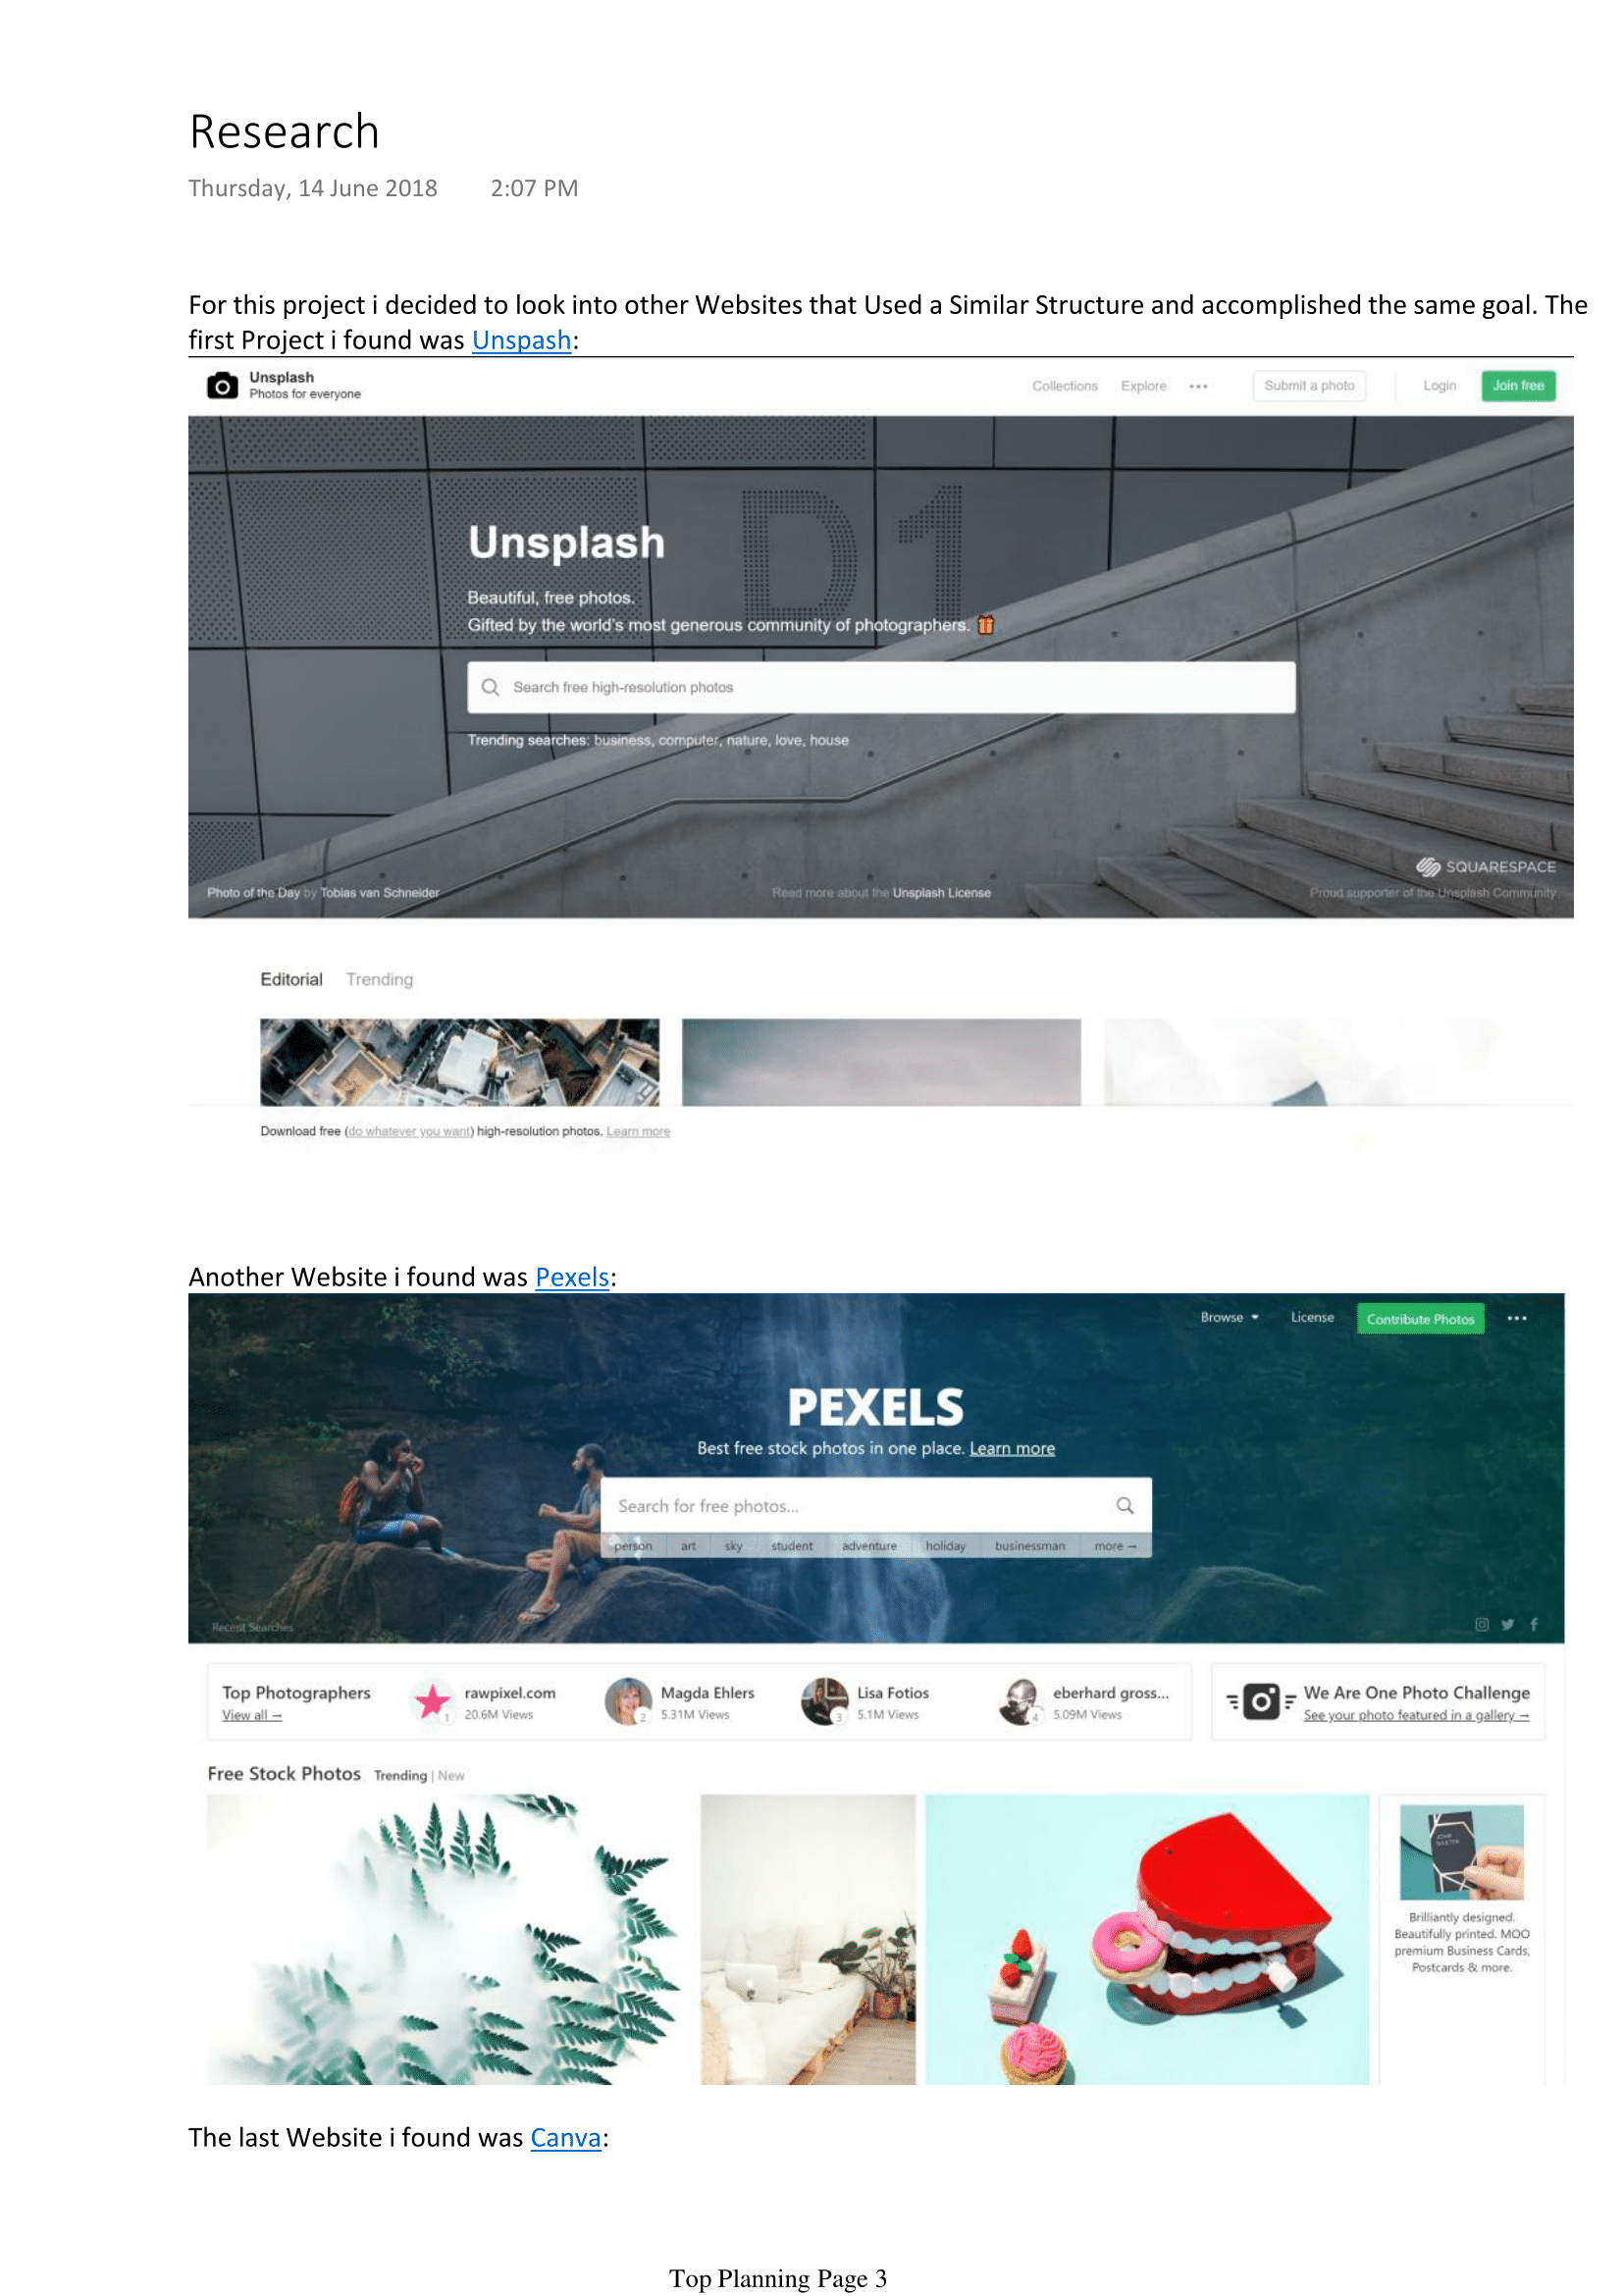 Research
Thursday, 14 June 2018 2:07 PM
For this project i decided to look into other Websites that Used a Similar Structure and accomplished the same goal. The
first Project i found was Unspash:
Unsplash
Photos for everyone
Collections Explore ••• Submit a photo Login Join free
D1
Unsplash
Beautiful, free photos.
Gifted by the world's most generous community of photographers.
Search free high-resolution photos
Trending searches: business, computer, nature, love, house
SQUARESPACE
Photo of the Day by Tobias van Schneider Read more about the Unsplash License Proud supporter of the Unsplash Community
Editorial Trending
Download free (do whatever you want) high-resolution photos. Learn more
Another Website i found was Pexels:
Browse License Contribute Photos •••
PEXELS
Best free stock photos in one place. Learn more
Search for free photos...
person art sky student adventure holiday businessman more →
Recent Searches
Top Photographers
View all →
1
rawpixel.com
20.6M Views
2
Magda Ehlers
5.31M Views
3
Lisa Fotios
5.1M Views
4
eberhard gross...
5.09M Views
We Are One Photo Challenge
See your photo featured in a gallery →
Free Stock Photos Trending | New
JOHN
Brilliantly designed.
Beautifully printed. MOO
premium Business Cards,
Postcards & more.
The last Website i found was Canva:
Top Planning Page 3